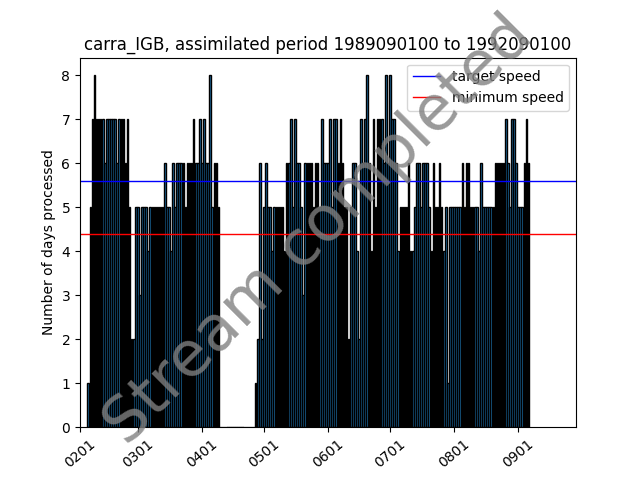 carra_IGB, assimilated period 1989090100 to 1992090100
target speed
minimum speed
Number of days processed
8
7
6
5
4
3
2
1
0
0201 0301 0401 0501 0601 0701 0801 0901
Stream completed